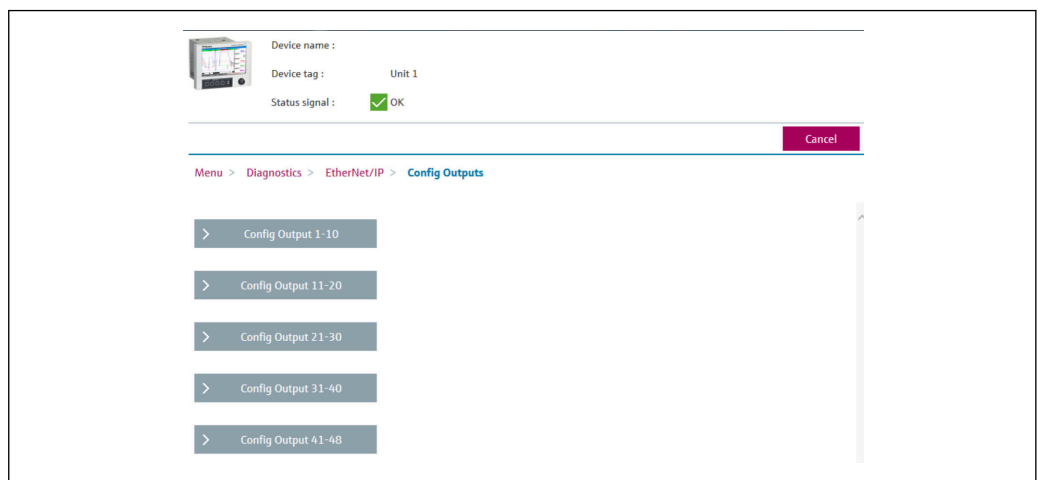 Device name :
Device tag : Unit 1
Status signal : OK
Cancel
Menu > Diagnostics > EtherNet/IP > Config Outputs
> Config Output 1-10
> Config Output 11-20
> Config Output 21-30
> Config Output 31-40
> Config Output 41-48